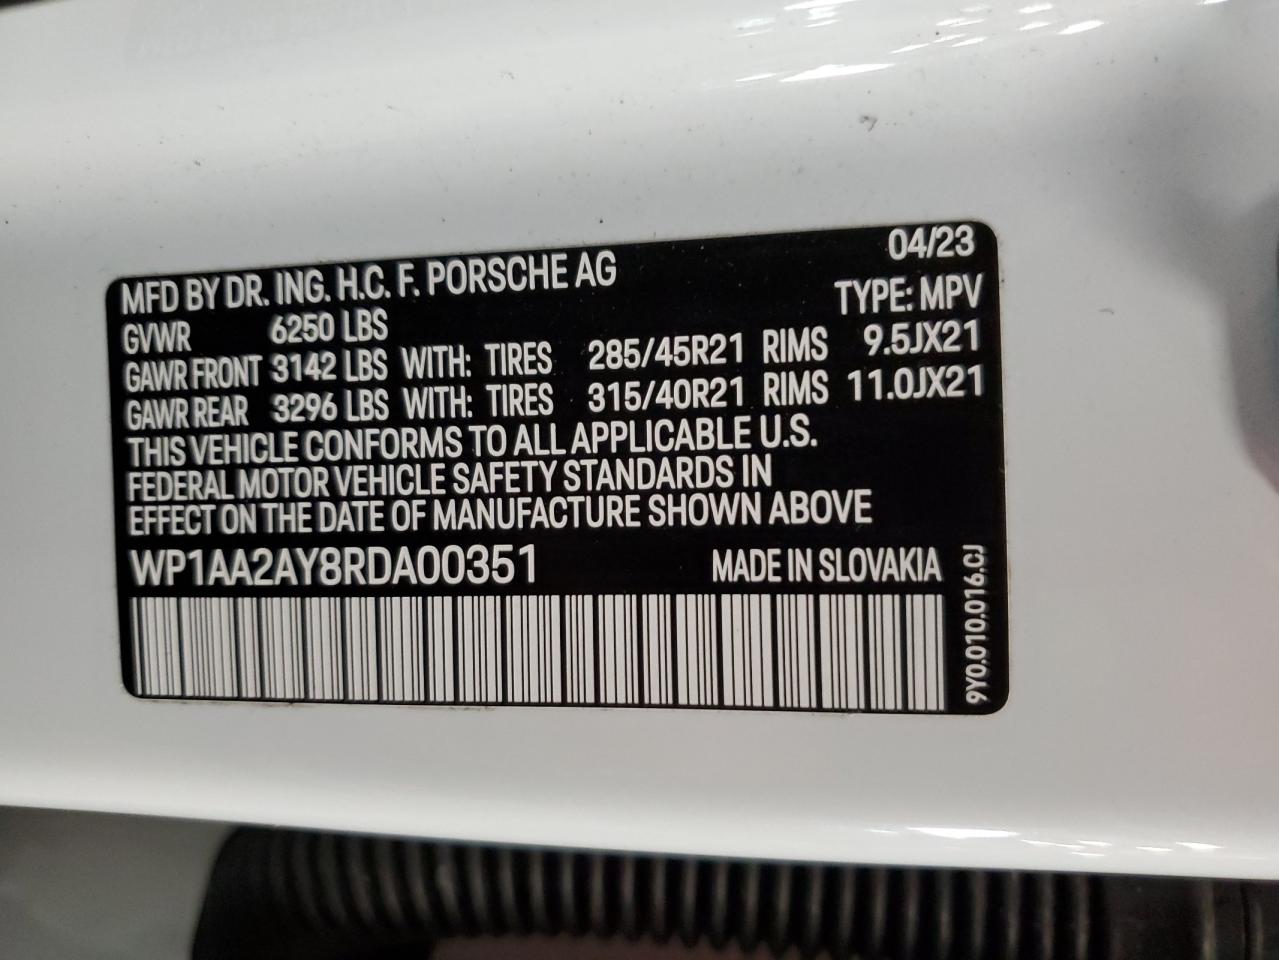 04/23
MFD BY DR. ING. H.C. F. PORSCHE AG
TYPE: MPV
GVWR 6250 LBS
GAWR FRONT 3142 LBS WITH: TIRES 285/45R21 RIMS 9.5JX21
GAWR REAR 3296 LBS WITH: TIRES 315/40R21 RIMS 11.0JX21
THIS VEHICLE CONFORMS TO ALL APPLICABLE U.S.
FEDERAL MOTOR VEHICLE SAFETY STANDARDS IN
EFFECT ON THE DATE OF MANUFACTURE SHOWN ABOVE
WP1AA2AY8RDA00351 MADE IN SLOVAKIA
9Y0.010.016.CJ